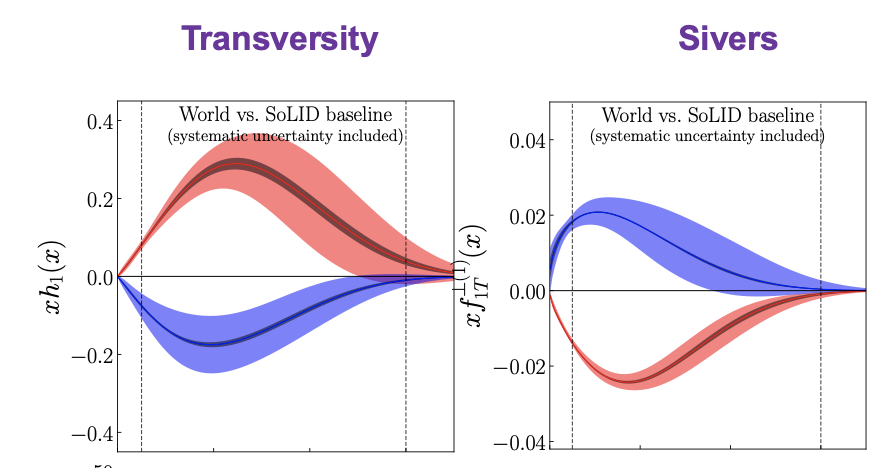 Transversity
Sivers
World vs. SoLID baseline
(systematic uncertainty included)
0.4
0.2
0.0
−0.2
−0.4
xh₁(x)
World vs. SoLID baseline
(systematic uncertainty included)
0.04
0.02
0.00
−0.02
−0.04
xf₁T⊥(1)(x)